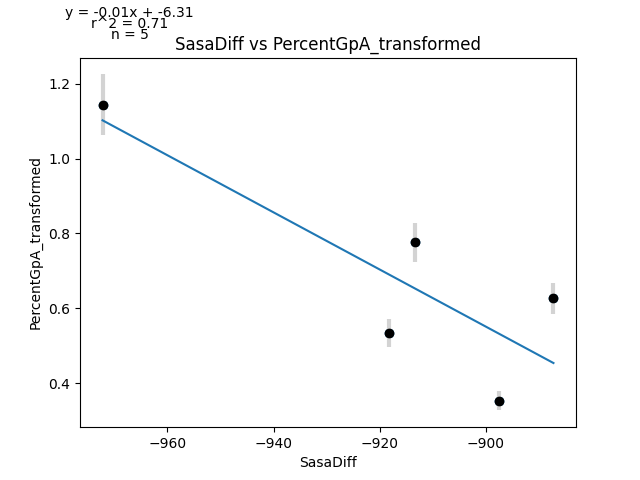 y = -0.01x + -6.31
r^2 = 0.71
n = 5
SasaDiff vs PercentGpA_transformed
1.2
1.0
0.8
0.6
0.4
PercentGpA_transformed
−960
−940
−920
−900
SasaDiff